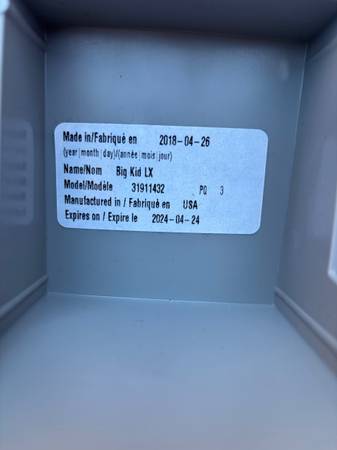 Made in/Fabriqué en 2018-04-26
(year|month|day)/(année|mois|jour)
Name/Nom Big Kid LX
Model/Modèle 31911432 PQ 3
Manufactured in / Fabriqué en USA
Expires on / Expire le 2024-04-24